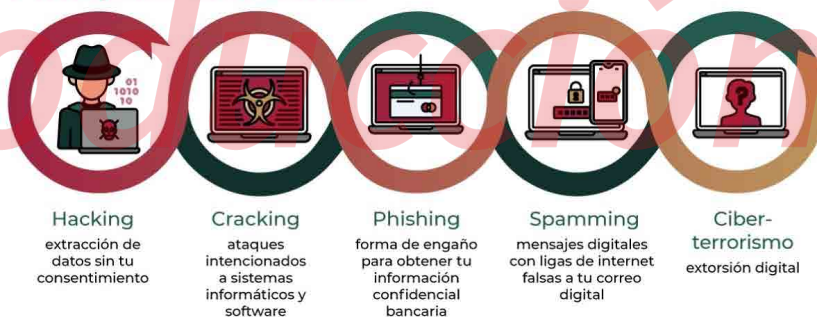 oducción
01
1010
10
Hacking
extracción de
datos sin tu
consentimiento
Cracking
ataques
intencionados
a sistemas
informáticos y
software
Phishing
forma de engaño
para obtener tu
información
confidencial
bancaria
Spamming
mensajes digitales
con ligas de internet
falsas a tu correo
digital
Ciber-
terrorismo
extorsión digital
?